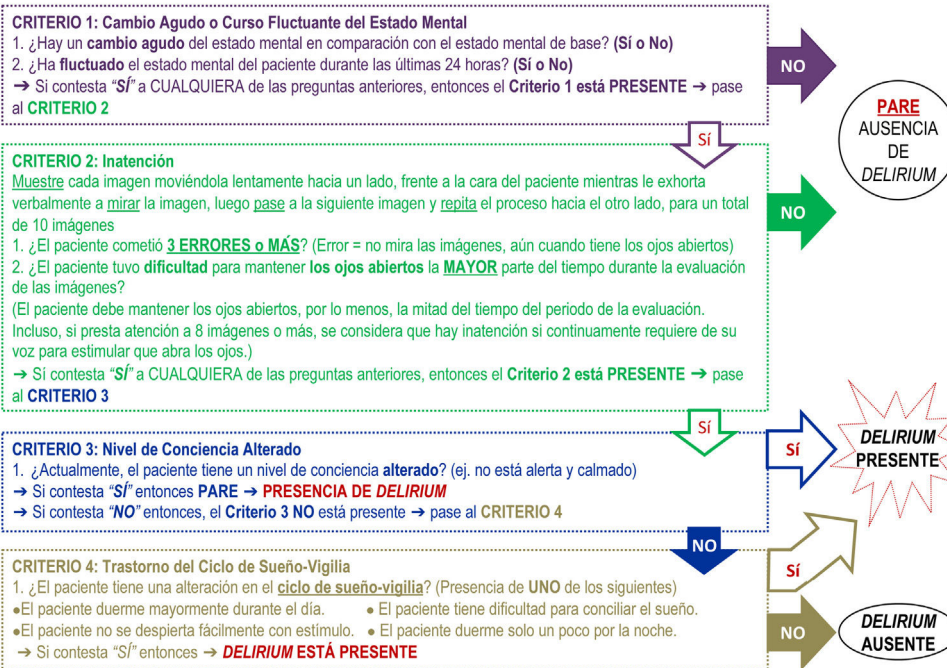 CRITERIO 1: Cambio Agudo o Curso Fluctuante del Estado Mental
1. ¿Hay un cambio agudo del estado mental en comparación con el estado mental de base? (Sí o No)
2. ¿Ha fluctuado el estado mental del paciente durante las últimas 24 horas? (Sí o No)
➔ Si contesta “SÍ” a CUALQUIERA de las preguntas anteriores, entonces el Criterio 1 está PRESENTE ➔ pase
al CRITERIO 2
NO
Sí
PARE
AUSENCIA
DE
DELIRIUM
CRITERIO 2: Inatención
Muestre cada imagen moviéndola lentamente hacia un lado, frente a la cara del paciente mientras le exhorta
verbalmente a mirar la imagen, luego pase a la siguiente imagen y repita el proceso hacia el otro lado, para un total
de 10 imágenes
1. ¿El paciente cometió 3 ERRORES o MÁS? (Error = no mira las imágenes, aún cuando tiene los ojos abiertos)
2. ¿El paciente tuvo dificultad para mantener los ojos abiertos la MAYOR parte del tiempo durante la evaluación
de las imágenes?
(El paciente debe mantener los ojos abiertos, por lo menos, la mitad del tiempo del periodo de la evaluación.
Incluso, si presta atención a 8 imágenes o más, se considera que hay inatención si continuamente requiere de su
voz para estimular que abra los ojos.)
➔ Sí contesta “SÍ” a CUALQUIERA de las preguntas anteriores, entonces el Criterio 2 está PRESENTE ➔ pase
al CRITERIO 3
NO
Sí
CRITERIO 3: Nivel de Conciencia Alterado
1. ¿Actualmente, el paciente tiene un nivel de conciencia alterado? (ej. no está alerta y calmado)
➔ Si contesta “SÍ” entonces PARE ➔ PRESENCIA DE DELIRIUM
➔ Si contesta “NO” entonces, el Criterio 3 NO está presente ➔ pase al CRITERIO 4
Sí
DELIRIUM
PRESENTE
NO
CRITERIO 4: Trastorno del Ciclo de Sueño-Vigilia
1. ¿El paciente tiene una alteración en el ciclo de sueño-vigilia? (Presencia de UNO de los siguientes)
●El paciente duerme mayormente durante el día. ● El paciente tiene dificultad para conciliar el sueño.
●El paciente no se despierta fácilmente con estímulo. ● El paciente duerme solo un poco por la noche.
➔ Si contesta “SÍ” entonces ➔ DELIRIUM ESTÁ PRESENTE
Sí
NO
DELIRIUM
AUSENTE